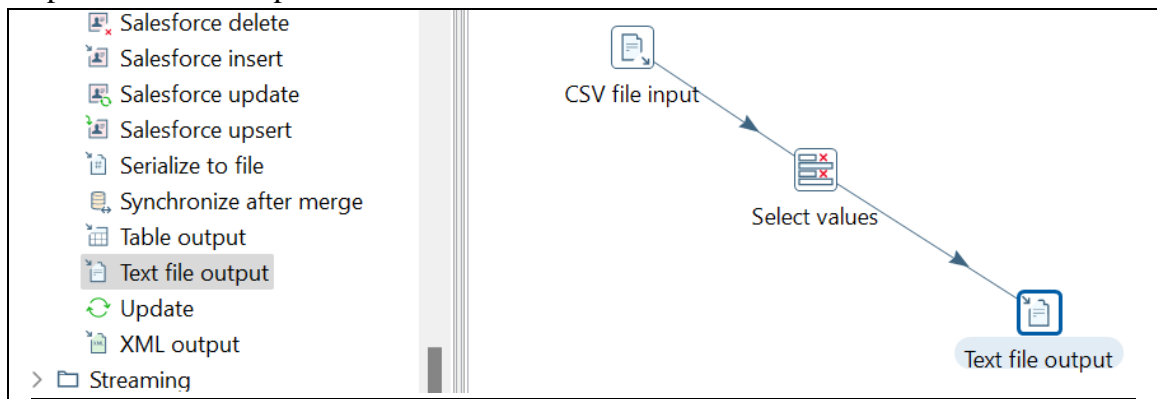 Salesforce delete
Salesforce insert
Salesforce update
Salesforce upsert
Serialize to file
Synchronize after merge
Table output
Text file output
Update
XML output
Streaming
CSV file input
Select values
Text file output